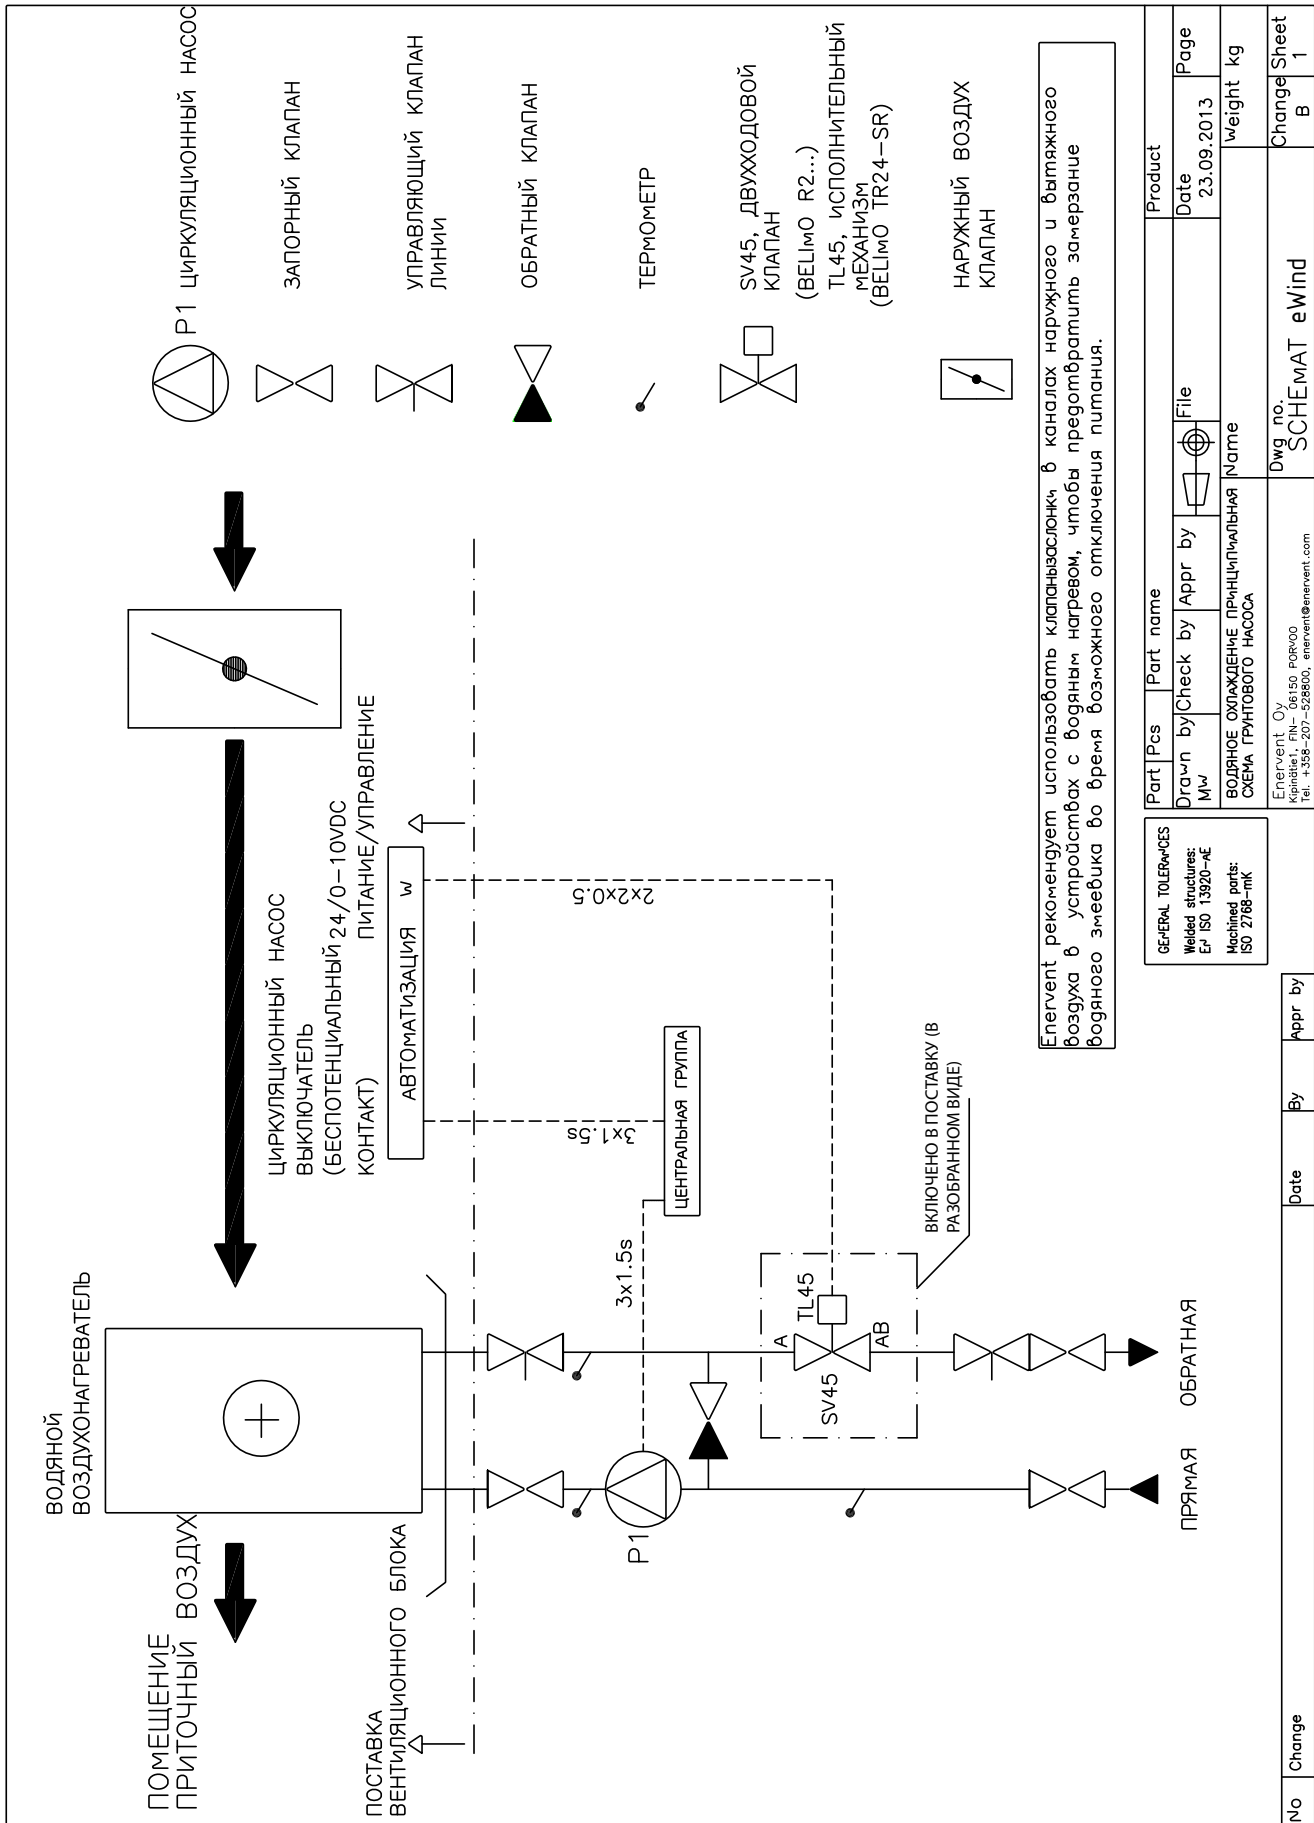 ПОМЕЩЕНИЕ
ПРИТОЧНЫЙ ВОЗДУХ
ВОДЯНОЙ
ВОЗДУХОНАГРЕВАТЕЛЬ
ПОСТАВКА
ВЕНТИЛЯЦИОННОГО БЛОКА
ЦИРКУЛЯЦИОННЫЙ НАСОС
ВЫКЛЮЧАТЕЛЬ
(БЕСПОТЕНЦИАЛЬНЫЙ
КОНТАКТ)
24/0-10VDC
ПИТАНИЕ/УПРАВЛЕНИЕ
АВТОМАТИЗАЦИЯ W
3x1.5s
2x2x0.5
ЦЕНТРАЛЬНАЯ ГРУППА
3x1.5s
P1
A
TL45
SV45
AB
ВКЛЮЧЕНО В ПОСТАВКУ (В
РАЗОБРАННОМ ВИДЕ)
ПРЯМАЯ
ОБРАТНАЯ
P1 ЦИРКУЛЯЦИОННЫЙ НАСОС
ЗАПОРНЫЙ КЛАПАН
УПРАВЛЯЮЩИЙ КЛАПАН
ЛИНИИ
ОБРАТНЫЙ КЛАПАН
ТЕРМОМЕТР
SV45, ДВУХХОДОВОЙ
КЛАПАН
(BELIMO R2...)
TL45, ИСПОЛНИТЕЛЬНЫЙ
МЕХАНИЗМ
(BELIMO TR24-SR)
НАРУЖНЫЙ ВОЗДУХ
КЛАПАН
Enervent рекомендует использовать клапанызаслонки в каналах наружного и вытяжного
воздуха в устройствах с водяным нагревом, чтобы предотвратить замерзание
водяного змеевика во время возможного отключения питания.
GENERAL TOLERANCES
Welded structures:
EN ISO 13920-AE
Machined parts:
ISO 2768-mK
Part Pcs Part name Product
Drawn by Check by Appr by File Date Page
MW 23.09.2013
ВОДЯНОЕ ОХЛАЖДЕНИЕ ПРИНЦИПИАЛЬНАЯ
СХЕМА ГРУНТОВОГО НАСОСА
Name Weight kg
Enervent Oy
Kipinätie1, FIN- 06150 PORVOO
Tel. +358-207-528800, enervent@enervent.com
Dwg no.
SCHEMAT eWind
Change Sheet
B 1
No Change Date By Appr by